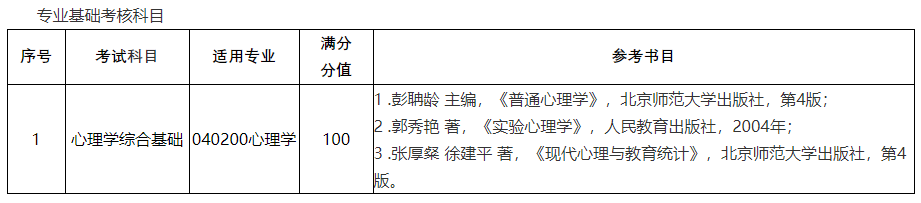 专业基础考核科目
序号 考试科目 适用专业 满分分值 参考书目
1 心理学综合基础 040200心理学 100
1 .彭聃龄 主编，《普通心理学》，北京师范大学出版社，第4版；
2 .郭秀艳 著，《实验心理学》，人民教育出版社，2004年；
3 .张厚粲 徐建平 著，《现代心理与教育统计》，北京师范大学出版社，第4
版。